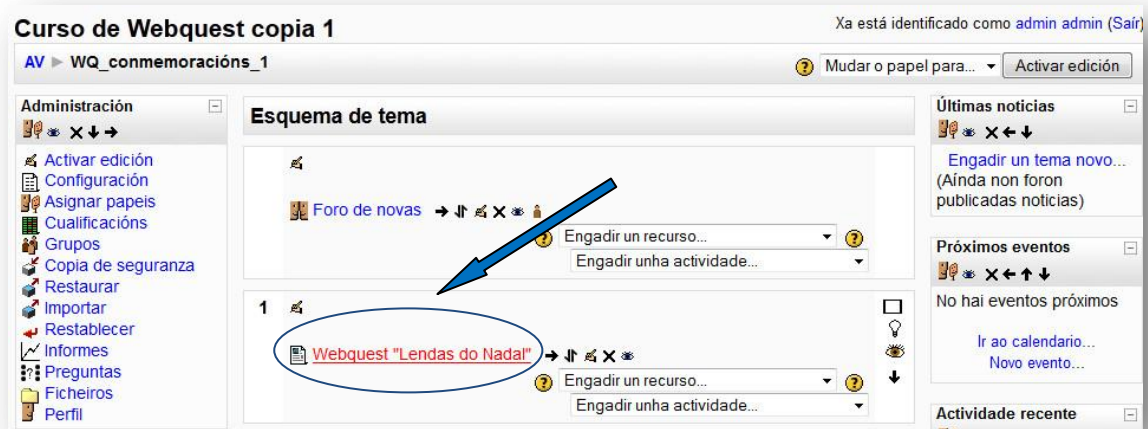 Curso de Webquest copia 1
Xa está identificado como admin admin (Saír)
AV ► WQ_conmemoracións_1
Mudar o papel para...
Activar edición
Administración
Activar edición
Configuración
Asignar papeis
Cualificacións
Grupos
Copia de seguranza
Restaurar
Importar
Restablecer
Informes
Preguntas
Ficheiros
Perfil
Esquema de tema
Foro de novas
Engadir un recurso...
Engadir unha actividade...
1
Webquest "Lendas do Nadal"
Engadir un recurso...
Engadir unha actividade...
Últimas noticias
Engadir un tema novo...
(Aínda non foron
publicadas noticias)
Próximos eventos
No hai eventos próximos
Ir ao calendario...
Novo evento...
Actividade recente